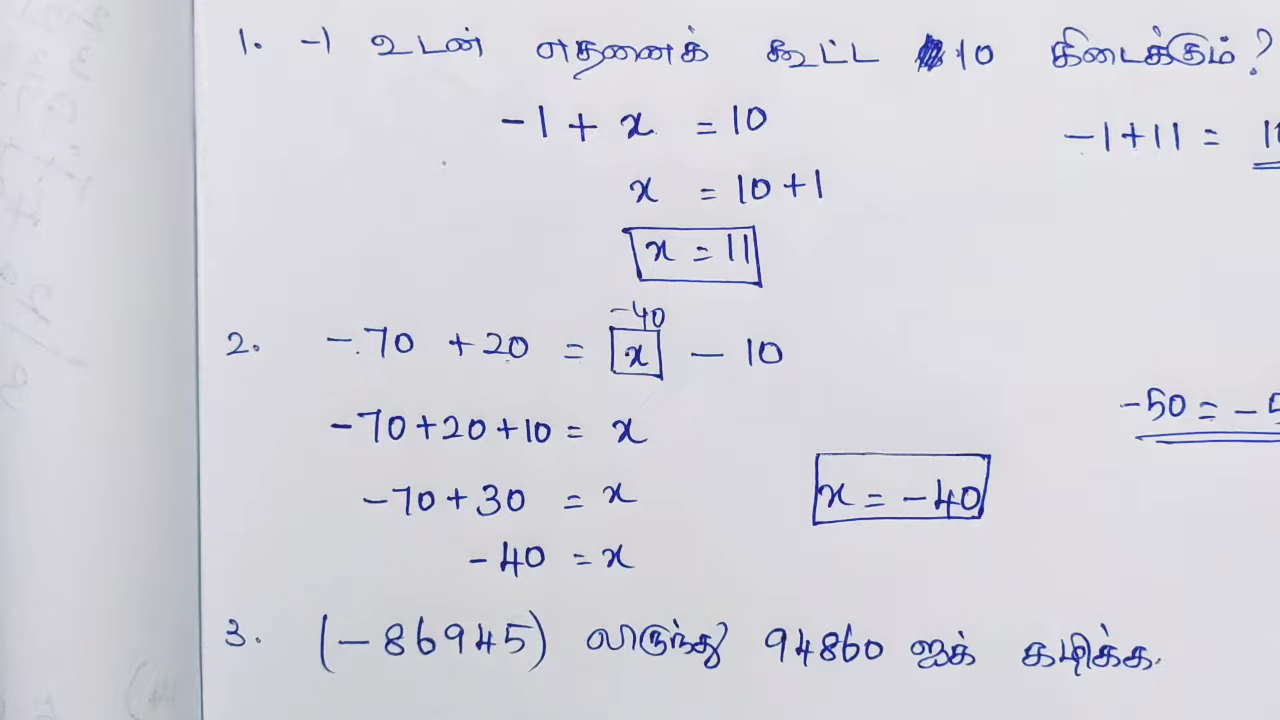 1. -1 உடன் எதனைக் கூட்ட 10 கிடைக்கும்?
-1 + x = 10
-1+11 =
x = 10+1
x = 11
-40
2. -70 +20 = x - 10
-70+20+10 = x
-50 = -5
-70+30 = x
x = -40
-40 = x
3. (-86945) லிருந்து 94860 ஐக் கழிக்க.